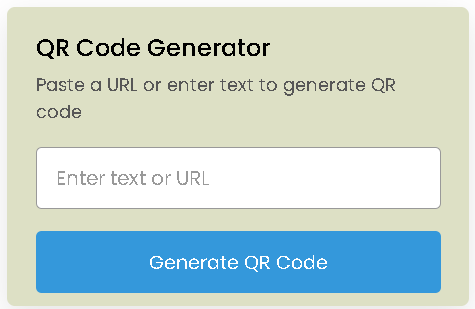 QR Code Generator
Paste a URL or enter text to generate QR
code
Enter text or URL
Generate QR Code